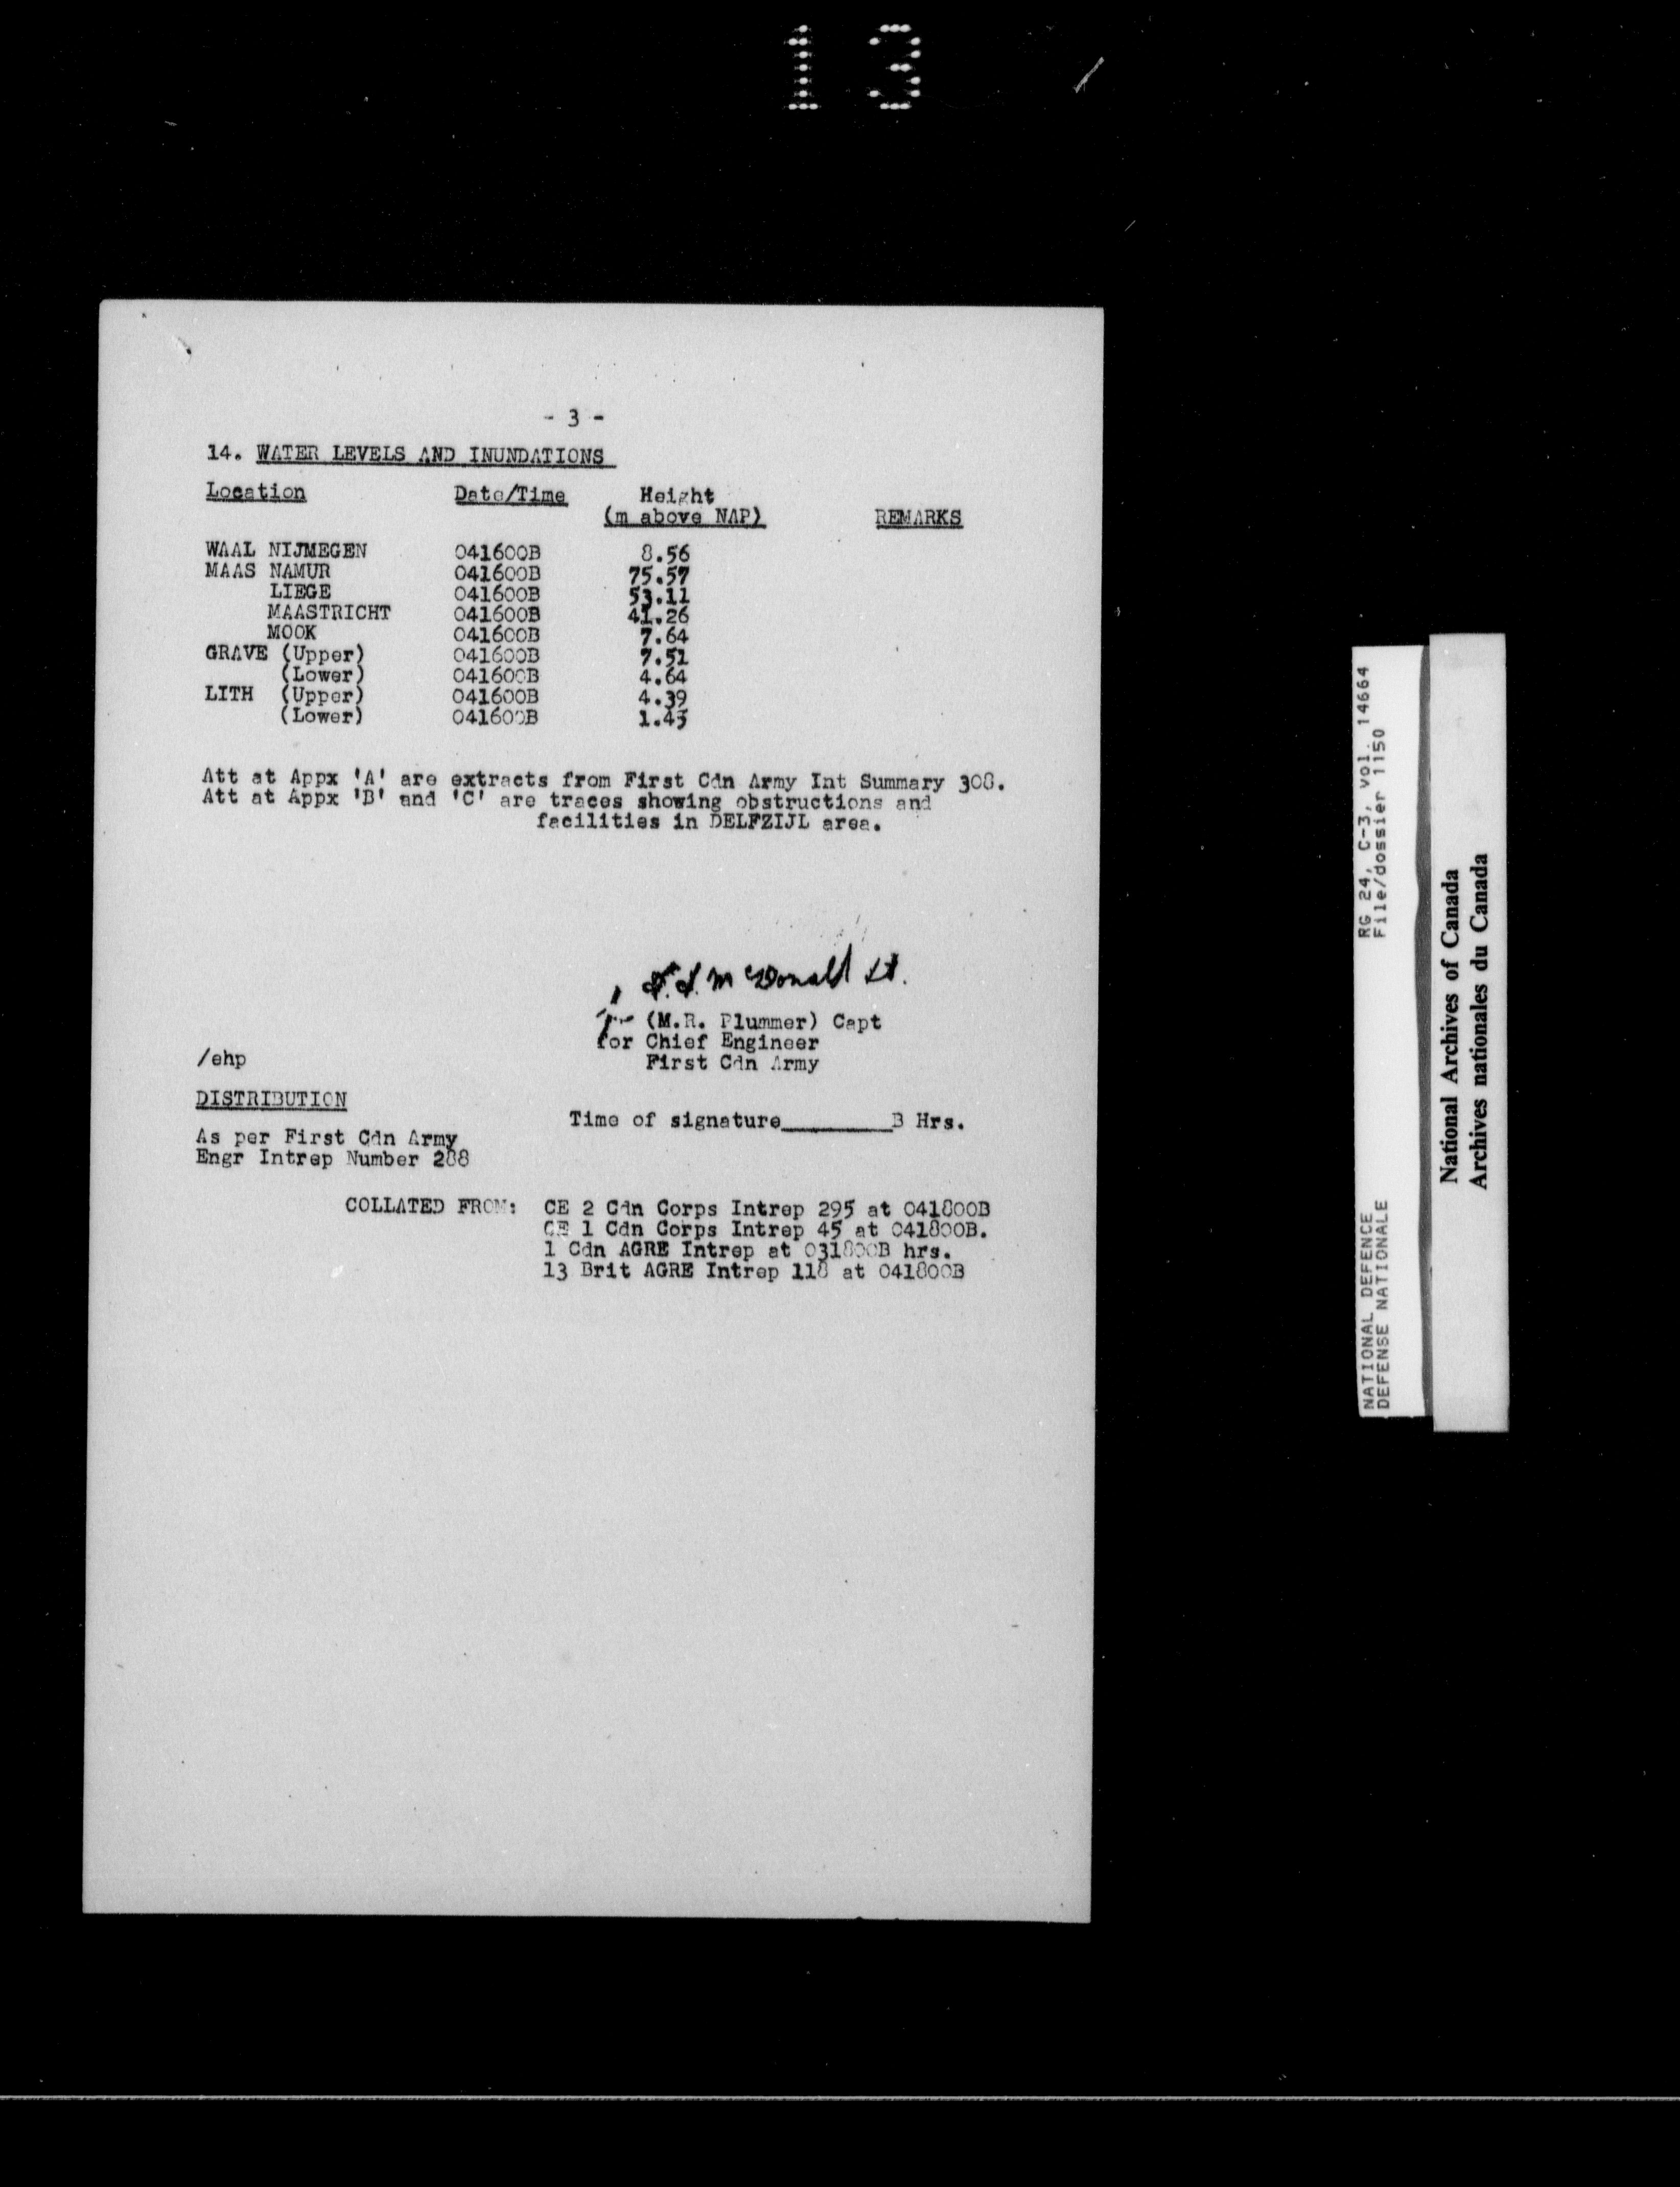 13
- 3 -
14. WATER LEVELS AND INUNDATIONS
Location Date/Time Height REMARKS
(m above NAP)
WAAL NIJMEGEN 041600B 8.56
MAAS NAMUR 041600B 75.57
LIEGE 041600B 53.11
MAASTRICHT 041600B 41.26
MOOK 041600B 7.64
GRAVE (Upper) 041600B 7.51
(Lower) 041600B 4.64
LITH (Upper) 041600B 4.39
(Lower) 041600B 1.43
Att at Appx 'A' are extracts from First Cdn Army Int Summary 308.
Att at Appx 'B' and 'C' are traces showing obstructions and
facilities in DELFZIJL area.
McDonald Lt.
for (M.R. Plummer) Capt
for Chief Engineer
First Cdn Army
/ehp
DISTRIBUTION
Time of signature________B Hrs.
As per First Cdn Army
Engr Intrep Number 288
COLLATED FROM: CE 2 Cdn Corps Intrep 295 at 041800B
CE 1 Cdn Corps Intrep 45 at 041800B.
1 Cdn AGRE Intrep at 031800B hrs.
13 Brit AGRE Intrep 118 at 041800B
NATIONAL DEFENCE RG 24, C-3, vol. 14664
DEFENSE NATIONALE File/dossier 1150
National Archives of Canada
Archives nationales du Canada